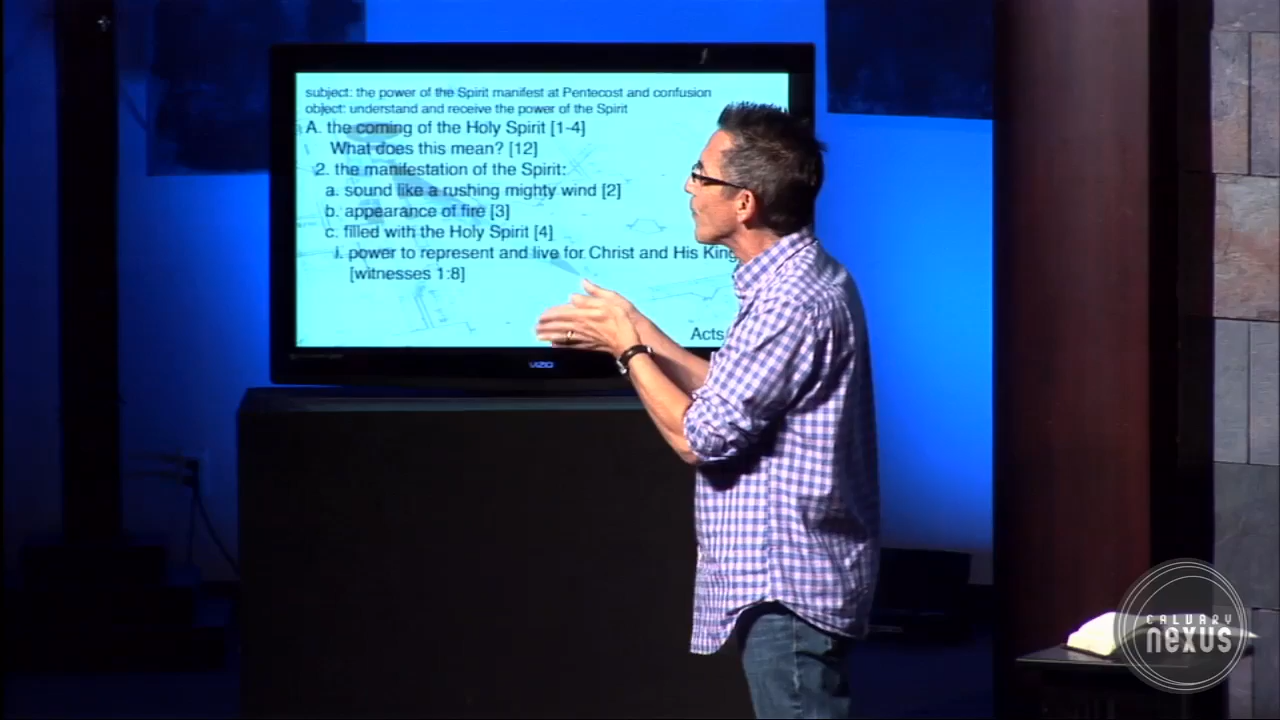 subject: the power of the Spirit manifest at Pentecost and confusion
object: understand and receive the power of the Spirit
A. the coming of the Holy Spirit [1-4]
What does this mean? [12]
2. the manifestation of the Spirit:
a. sound like a rushing mighty wind [2]
b. appearance of fire [3]
c. filled with the Holy Spirit [4]
i. power to represent and live for Christ and His King
[witnesses 1:8]
Acts
VIZIO
CALVARY
nexus